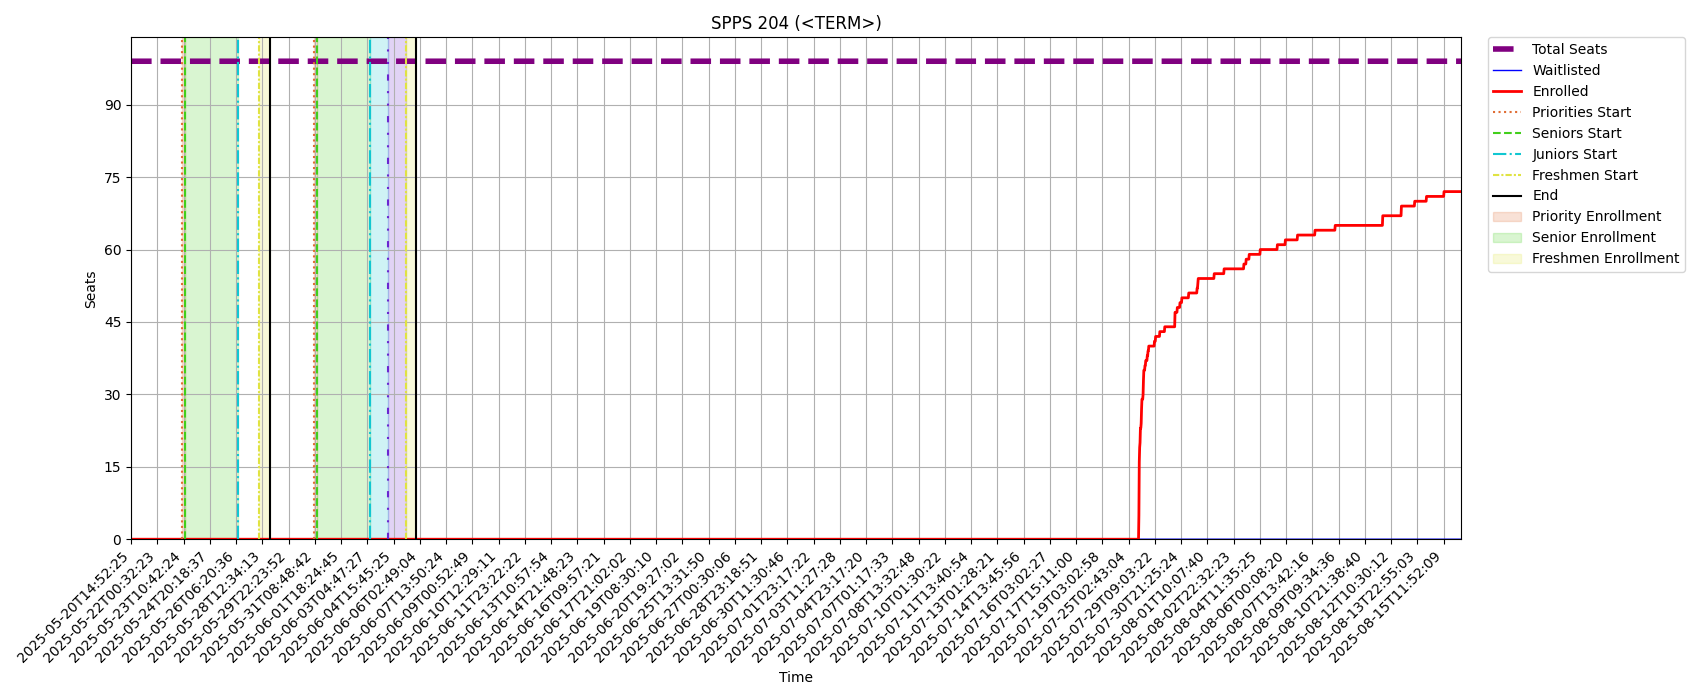 SPPS 204 (<TERM>)
Total Seats
Waitlisted
Enrolled
Priorities Start
Seniors Start
Juniors Start
Freshmen Start
End
Priority Enrollment
Senior Enrollment
Freshmen Enrollment
Seats
90
75
60
45
30
15
0
2025-05-20T14:52:25
2025-05-22T00:32:23
2025-05-23T10:42:24
2025-05-24T20:18:37
2025-05-26T06:20:36
2025-05-28T12:34:13
2025-05-29T22:23:52
2025-05-31T08:48:42
2025-06-01T18:24:45
2025-06-03T04:47:27
2025-06-04T15:45:25
2025-06-06T02:49:04
2025-06-07T13:50:24
2025-06-09T00:52:49
2025-06-10T12:29:11
2025-06-11T23:22:22
2025-06-13T10:57:54
2025-06-14T21:48:23
2025-06-16T09:57:21
2025-06-17T21:02:02
2025-06-19T08:30:10
2025-06-20T19:27:02
2025-06-25T13:31:50
2025-06-27T00:30:06
2025-06-28T23:18:51
2025-06-30T11:30:46
2025-07-01T23:17:22
2025-07-03T11:27:28
2025-07-04T23:17:20
2025-07-07T01:17:33
2025-07-08T13:32:48
2025-07-10T01:30:22
2025-07-11T13:40:54
2025-07-13T01:28:21
2025-07-14T13:45:56
2025-07-16T03:02:27
2025-07-17T15:11:00
2025-07-19T03:02:58
2025-07-25T02:43:04
2025-07-29T09:03:22
2025-07-30T21:25:24
2025-08-01T10:07:40
2025-08-02T22:32:23
2025-08-04T11:35:25
2025-08-06T00:08:20
2025-08-07T13:42:16
2025-08-09T09:34:36
2025-08-10T21:38:40
2025-08-12T10:30:12
2025-08-13T22:55:03
2025-08-15T11:52:09
Time